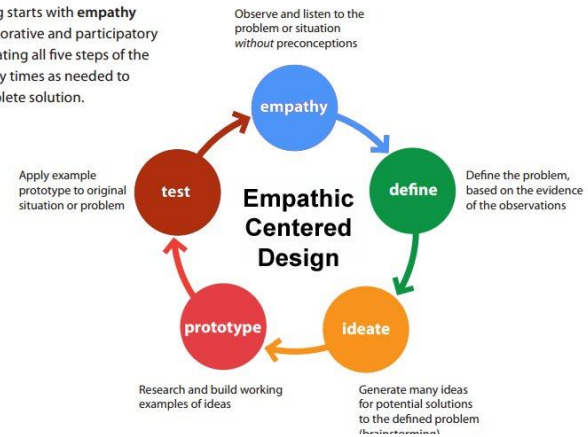 ng starts with empathy
orative and participatory
ating all five steps of the
y times as needed to
plete solution.
Observe and listen to the
problem or situation
without preconceptions
empathy
define
Define the problem,
based on the evidence
of the observations
ideate
Generate many ideas
for potential solutions
to the defined problem
(brainstorming)
prototype
Research and build working
examples of ideas
test
Apply example
prototype to original
situation or problem
Empathic
Centered
Design